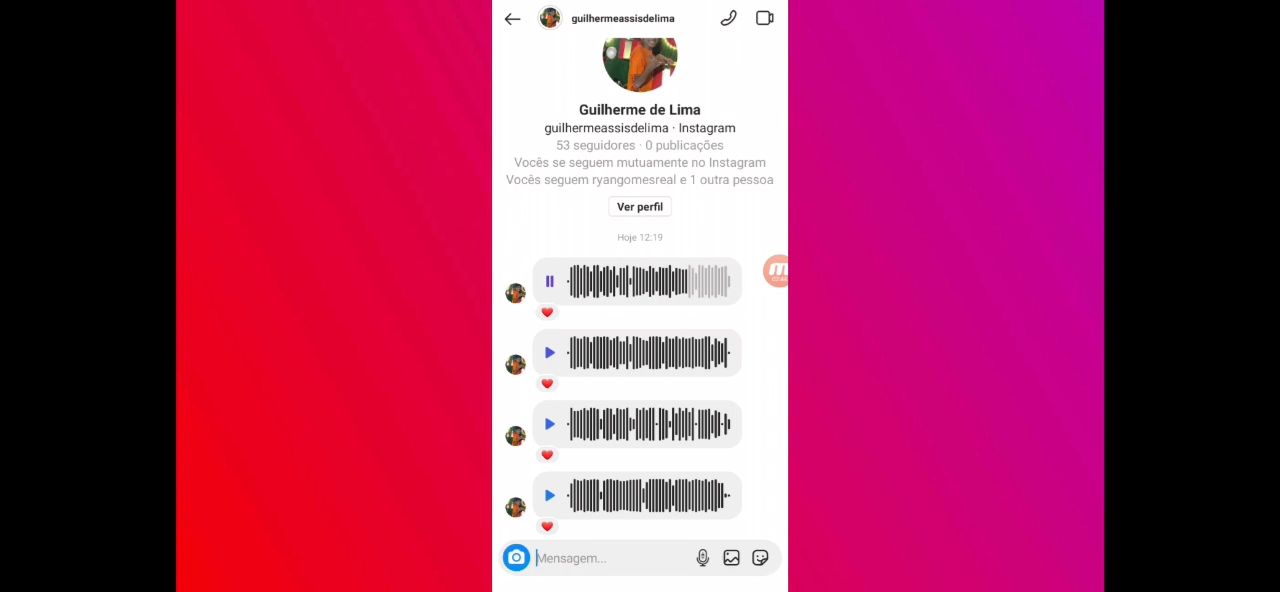 guilhermeassisdelima
Guilherme de Lima
guilhermeassisdelima · Instagram
53 seguidores · 0 publicações
Vocês se seguem mutuamente no Instagram
Vocês seguem ryangomesreal e 1 outra pessoa
Ver perfil
Hoje 12:19
Mensagem...